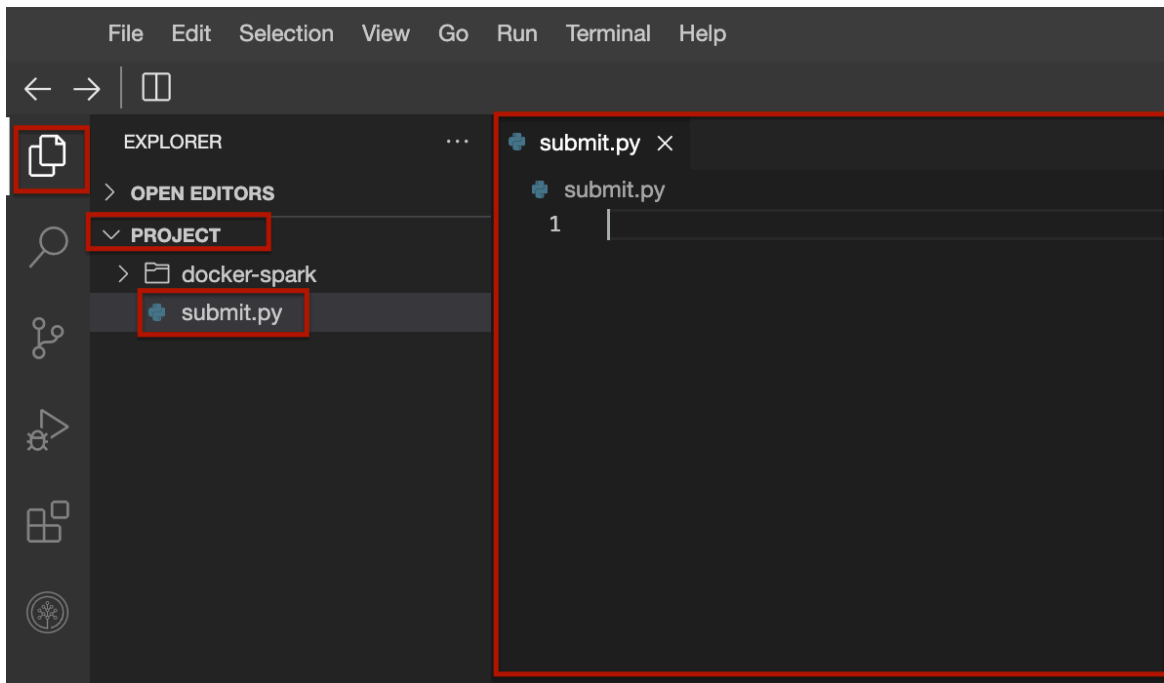 File Edit Selection View Go Run Terminal Help
EXPLORER
OPEN EDITORS
PROJECT
docker-spark
submit.py
submit.py
submit.py
1